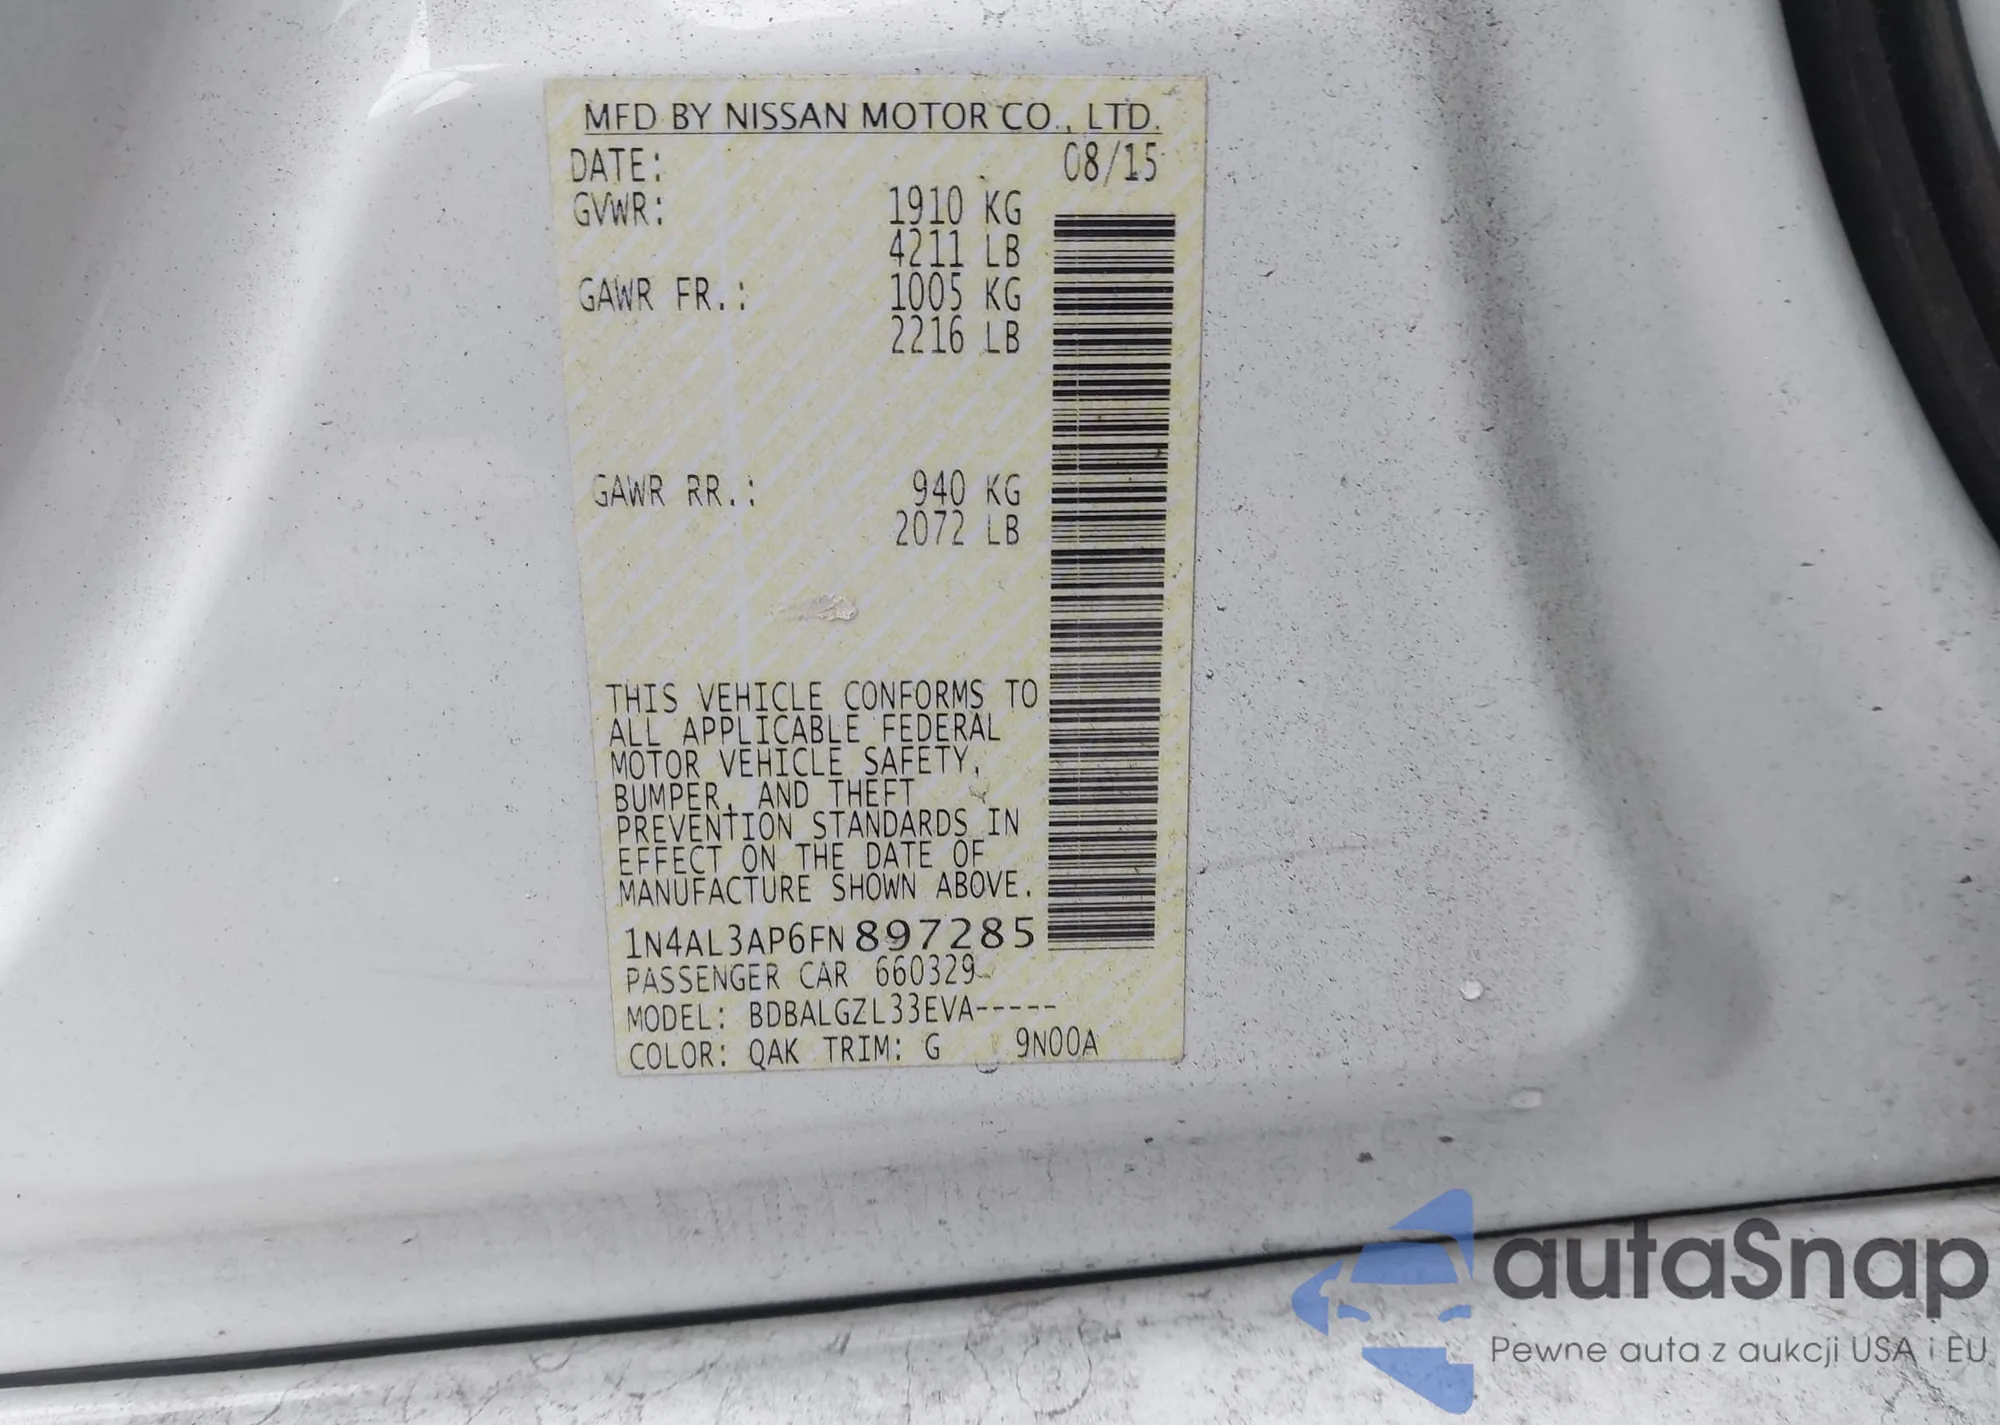 MFD BY NISSAN MOTOR CO., LTD.
DATE: 08/15
GVWR: 1910 KG
4211 LB
GAWR FR.: 1005 KG
2216 LB
GAWR RR.: 940 KG
2072 LB
THIS VEHICLE CONFORMS TO
ALL APPLICABLE FEDERAL
MOTOR VEHICLE SAFETY,
BUMPER, AND THEFT
PREVENTION STANDARDS IN
EFFECT ON THE DATE OF
MANUFACTURE SHOWN ABOVE.
1N4AL3AP6FN897285
PASSENGER CAR 660329
MODEL: BDBALGZL33EVA-----
COLOR: QAK TRIM: G 9N00A
autaSnap
Pewne auta z aukcji USA i EU